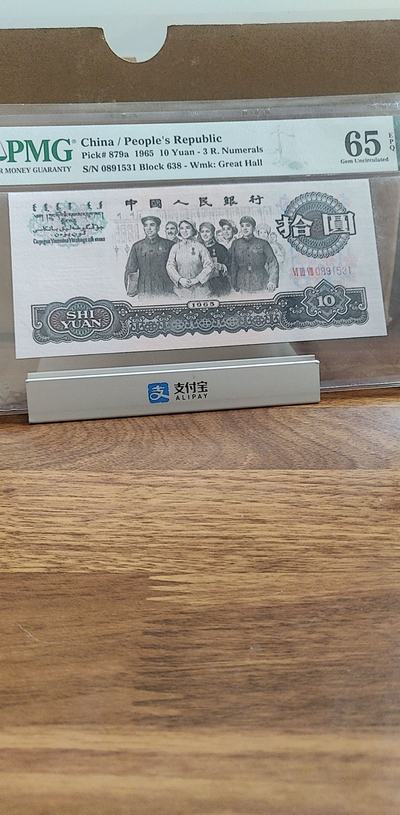 PMG China / People's Republic
Pick# 879a 1965 10 Yuan - 3 R. Numerals
S/N 0891531 Block 638 - Wmk: Great Hall
MONEY GUARANTY
65 EPQ
Gem Uncirculated
中國人民銀行
拾圓
0891531
1965
SHI YUAN
10
支 支付宝
ALIPAY